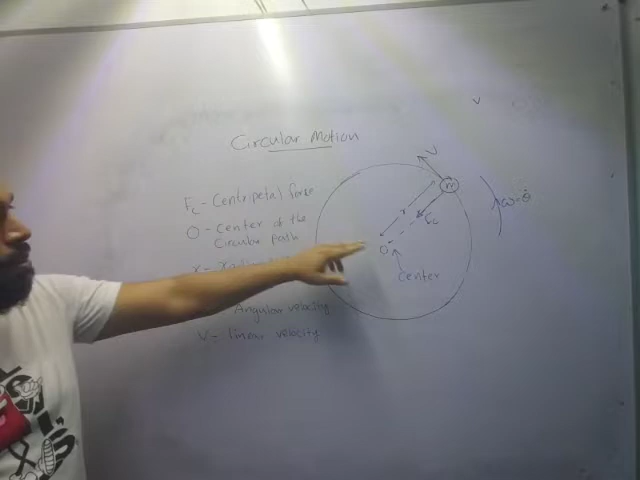 V
Circular Motion
V
m
Fc - Centripetal force
r
ω = θ̇
Fc
O - Center of the
Circular path
O
r -
Center
Angular velocity
V - linear velocity